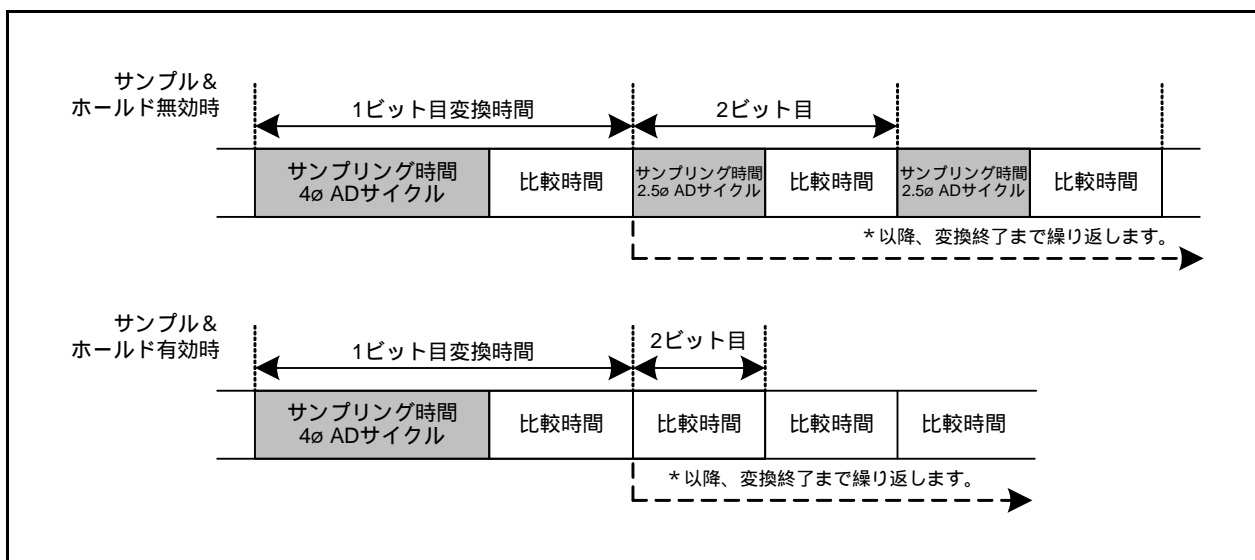 サンプル&
ホールド無効時
1ビット目変換時間
2ビット目
サンプリング時間
4ø ADサイクル
比較時間
サンプリング時間
2.5ø ADサイクル
比較時間
サンプリング時間
2.5ø ADサイクル
比較時間
*以降、変換終了まで繰り返します。
サンプル&
ホールド有効時
1ビット目変換時間
2ビット目
サンプリング時間
4ø ADサイクル
比較時間
比較時間
比較時間
比較時間
*以降、変換終了まで繰り返します。